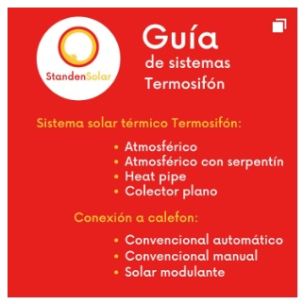 StandenSolar
Guía
de sistemas
Termosifón
Sistema solar térmico Termosifón:
• Atmosférico
• Atmosférico con serpentín
• Heat pipe
• Colector plano
Conexión a calefon:
• Convencional automático
• Convencional manual
• Solar modulante